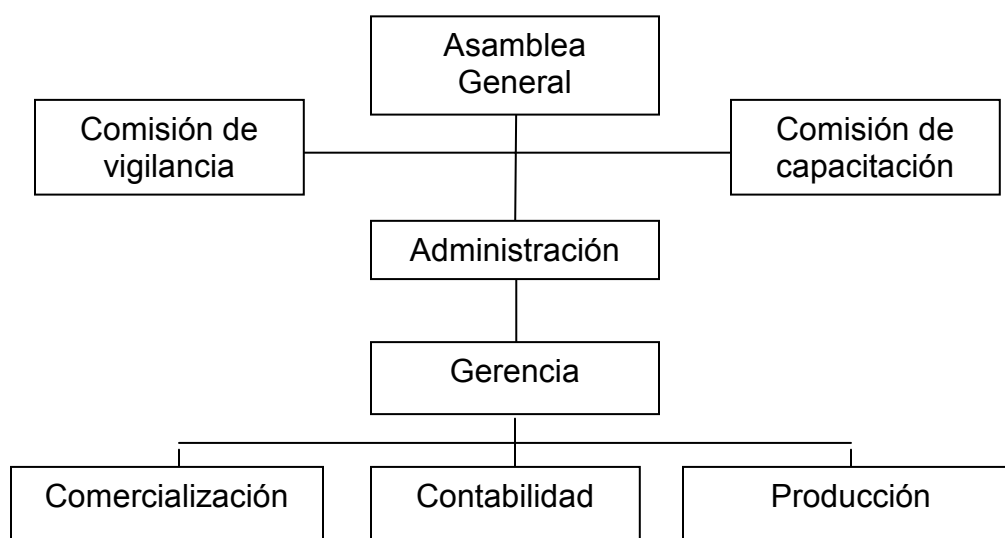 Asamblea
General
Comisión de
vigilancia
Comisión de
capacitación
Administración
Gerencia
Comercialización
Contabilidad
Producción